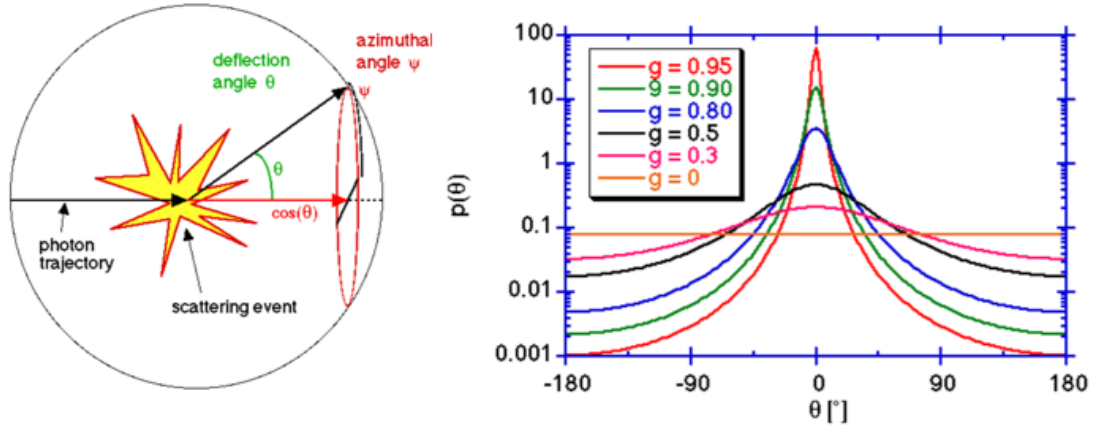 azimuthal
angle ψ
deflection
angle θ
ψ
θ
cos(θ)
photon
trajectory
scattering event
100
10
1
0.1
0.01
0.001
p(θ)
g = 0.95
9 = 0.90
g = 0.80
g = 0.5
g = 0.3
g = 0
-180
-90
0
90
180
θ [°]